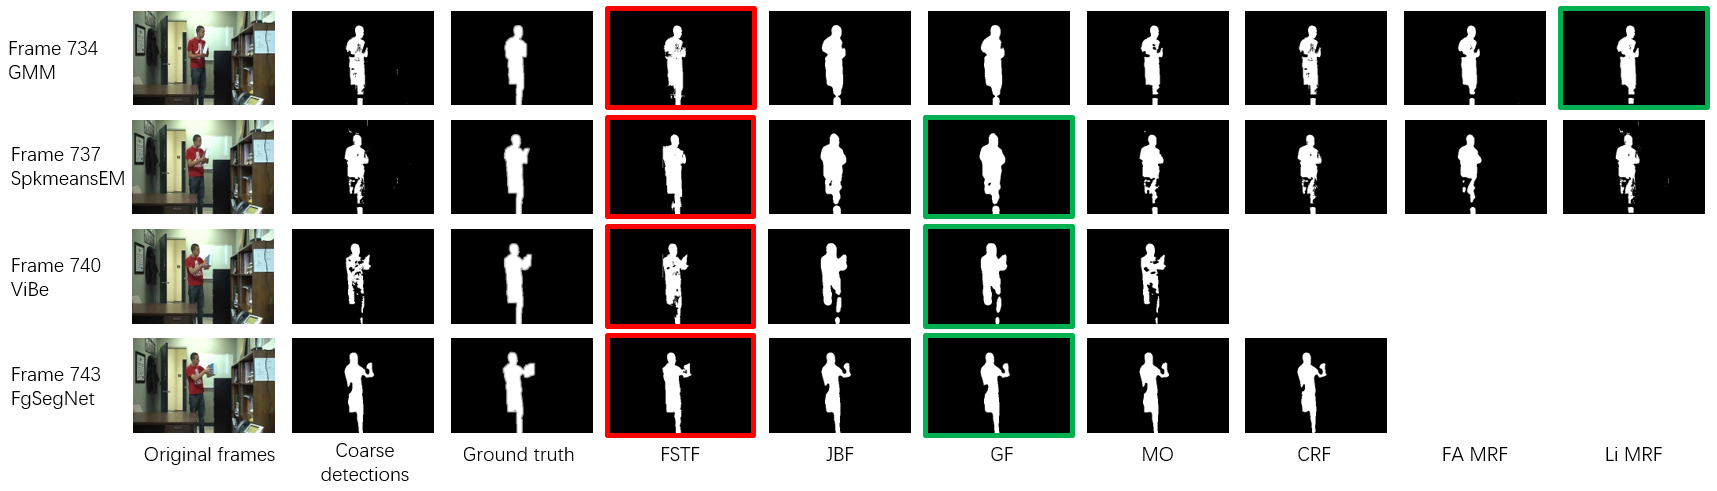 Frame 734
GMM
Frame 737
SpkmeansEM
Frame 740
ViBe
Frame 743
FgSegNet
Original frames
Coarse
detections
Ground truth
FSTF
JBF
GF
MO
CRF
FA MRF
Li MRF